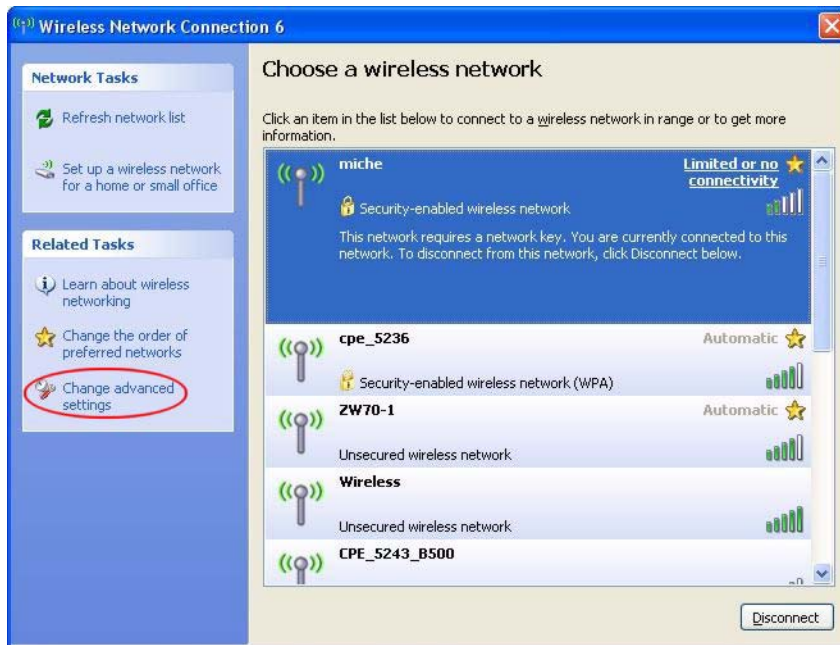 Wireless Network Connection 6
Network Tasks
Refresh network list
Set up a wireless network
for a home or small office
Related Tasks
Learn about wireless
networking
Change the order of
preferred networks
Change advanced
settings
Choose a wireless network
Click an item in the list below to connect to a wireless network in range or to get more
information.
miche
Limited or no
connectivity
Security-enabled wireless network
This network requires a network key. You are currently connected to this
network. To disconnect from this network, click Disconnect below.
cpe_5236
Automatic
Security-enabled wireless network (WPA)
ZW70-1
Automatic
Unsecured wireless network
Wireless
Unsecured wireless network
CPE_5243_B500
Disconnect